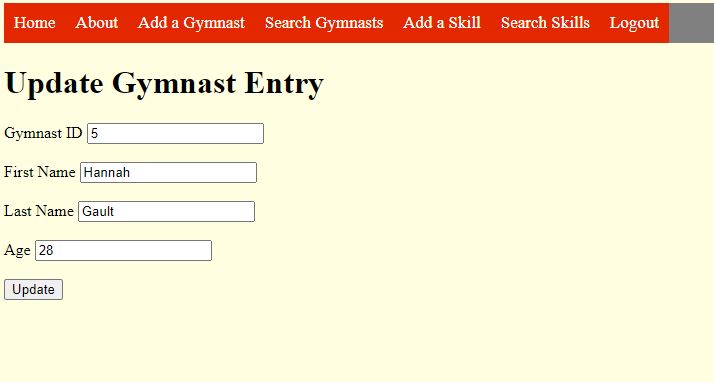 Home About Add a Gymnast Search Gymnasts Add a Skill Search Skills Logout
Update Gymnast Entry
Gymnast ID 5
First Name Hannah
Last Name Gault
Age 28
Update